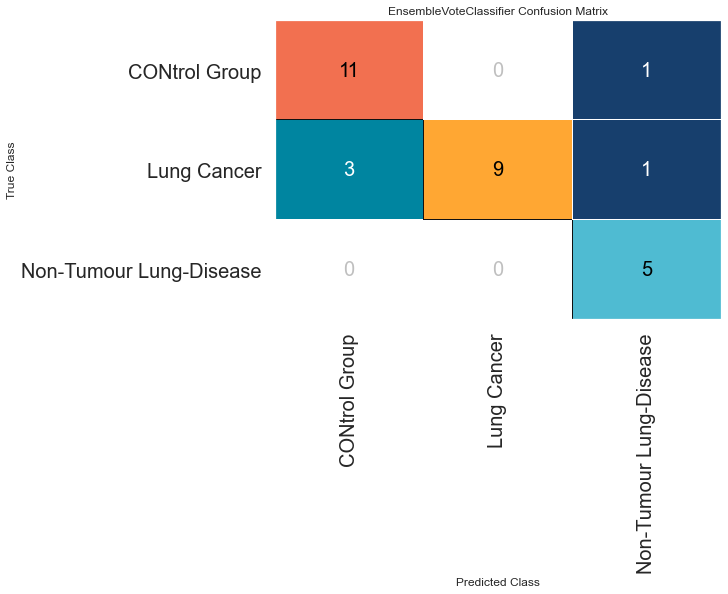 EnsembleVoteClassifier Confusion Matrix
CONtrol Group 11 0 1
True Class
Lung Cancer 3 9 1
Non-Tumour Lung-Disease 0 0 5
CONtrol Group
Lung Cancer
Non-Tumour Lung-Disease
Predicted Class